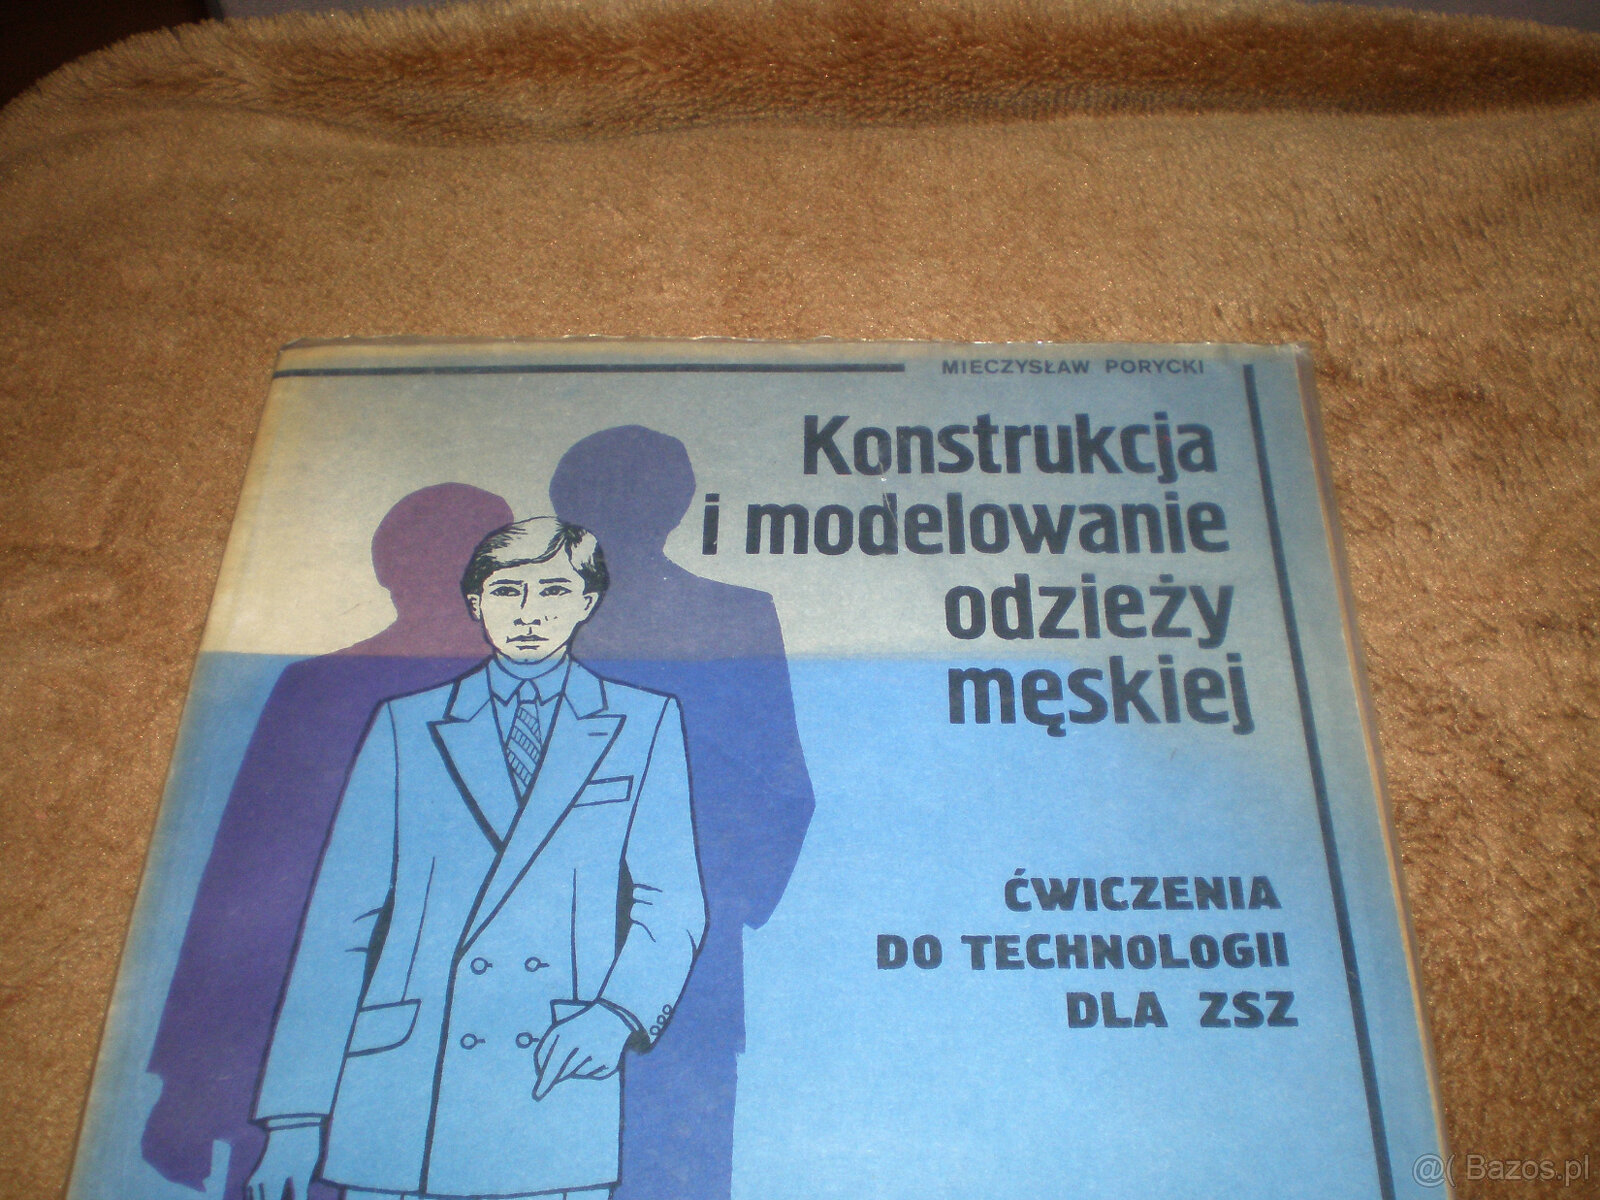 MIECZYSŁAW PORYCKI
Konstrukcja
i modelowanie
odzieży
męskiej
ĆWICZENIA
DO TECHNOLOGII
DLA ZSZ
@( Bazos.pl